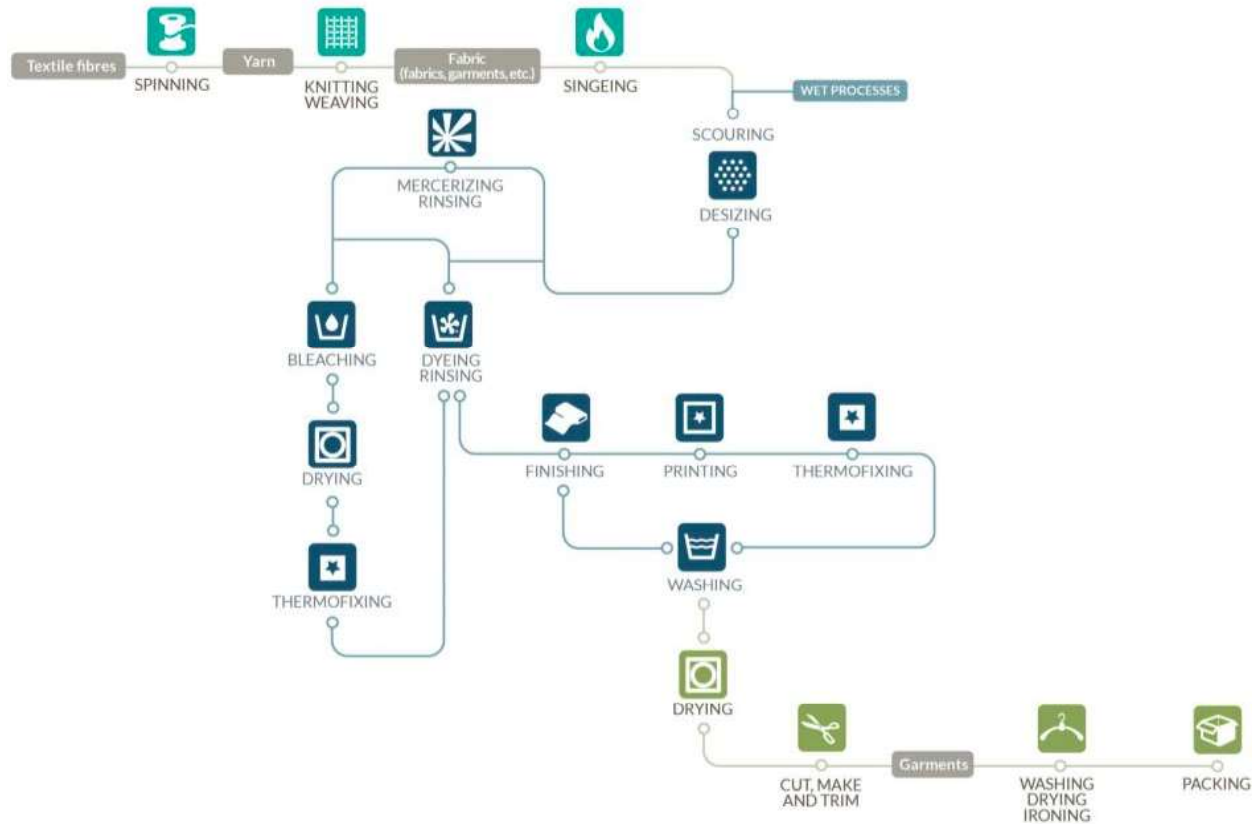 Textile fibres
SPINNING
Yarn
KNITTING
WEAVING
Fabric
(fabrics, garments, etc.)
SINGEING
WET PROCESSES
SCOURING
DESIZING
MERCERIZING
RINSING
BLEACHING
DYEING
RINSING
DRYING
THERMOFIXING
FINISHING
PRINTING
THERMOFIXING
WASHING
DRYING
CUT, MAKE
AND TRIM
Garments
WASHING
DRYING
IRONING
PACKING